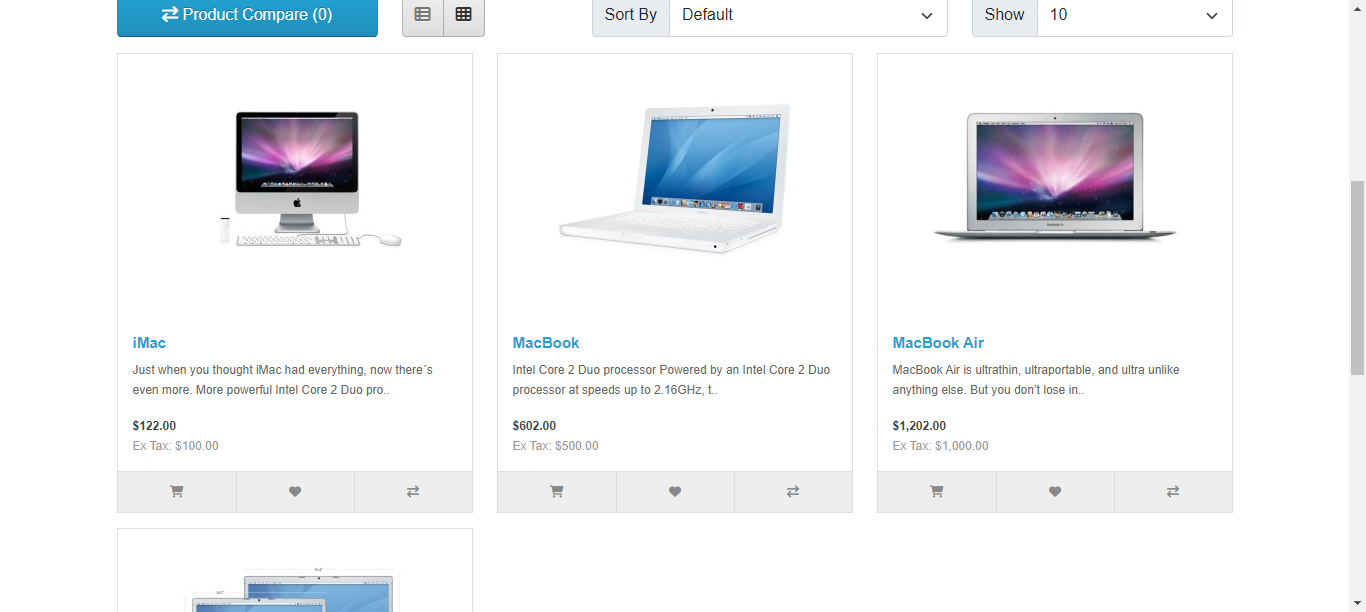 Product Compare (0)
Sort By Default
Show 10
iMac
Just when you thought iMac had everything, now there´s
even more. More powerful Intel Core 2 Duo pro..
$122.00
Ex Tax: $100.00
MacBook
Intel Core 2 Duo processor Powered by an Intel Core 2 Duo
processor at speeds up to 2.16GHz, t..
$602.00
Ex Tax: $500.00
MacBook Air
MacBook Air is ultrathin, ultraportable, and ultra unlike
anything else. But you don’t lose in..
$1,202.00
Ex Tax: $1,000.00